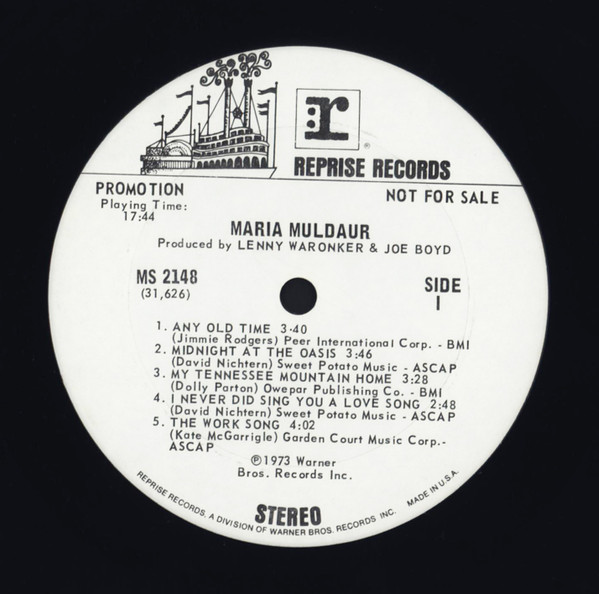 r
®
REPRISE RECORDS
PROMOTION
NOT FOR SALE
Playing Time:
17:44
MARIA MULDAUR
Produced by LENNY WARONKER & JOE BOYD
MS 2148
(31,626)
SIDE
1
1. ANY OLD TIME 3:40
(Jimmie Rodgers) Peer International Corp. - BMI
2. MIDNIGHT AT THE OASIS 3:46
(David Nichtern) Sweet Potato Music - ASCAP
3. MY TENNESSEE MOUNTAIN HOME 3:28
(Dolly Parton) Owepar Publishing Co. - BMI
4. I NEVER DID SING YOU A LOVE SONG 2:48
(David Nichtern) Sweet Potato Music - ASCAP
5. THE WORK SONG 4:02
(Kate McGarrigle) Garden Court Music Corp.-
ASCAP
℗1973 Warner
Bros. Records Inc.
STEREO
REPRISE RECORDS, A DIVISION OF WARNER BROS. RECORDS INC. MADE IN U.S.A.